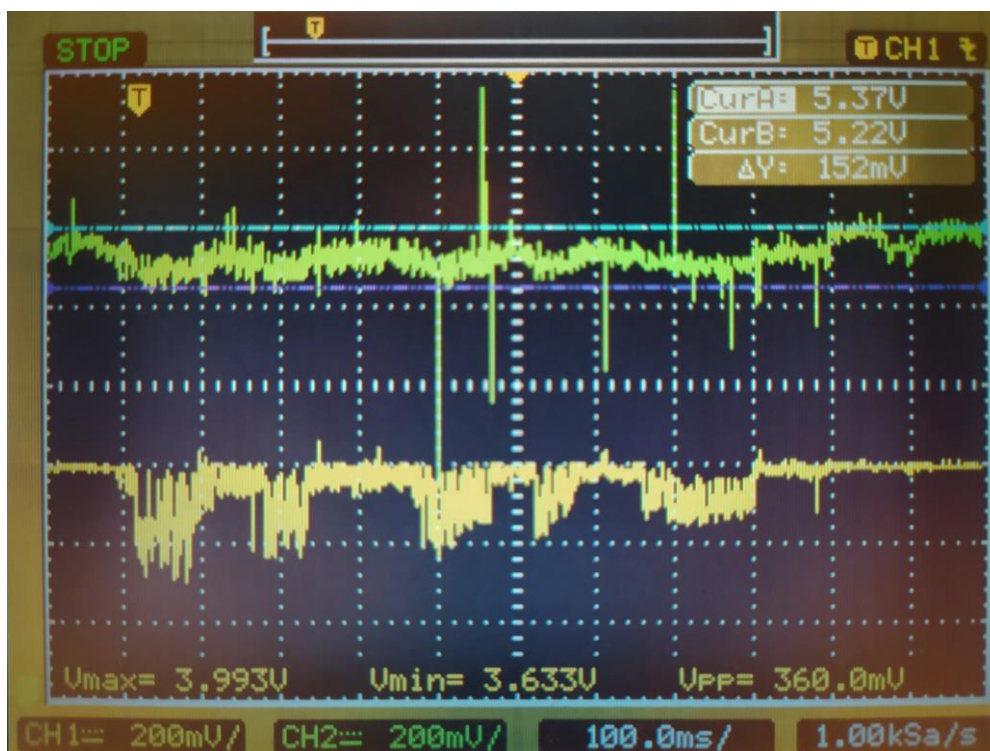 T
STOP
T CH1
T
CurA= 5.37V
CurB= 5.22V
ΔY= 152mV
Vmax= 3.993V Vmin= 3.633V VPP= 360.0mV
CH1 200mV/ CH2 200mV/ 100.0ms/ 1.00kSa/s